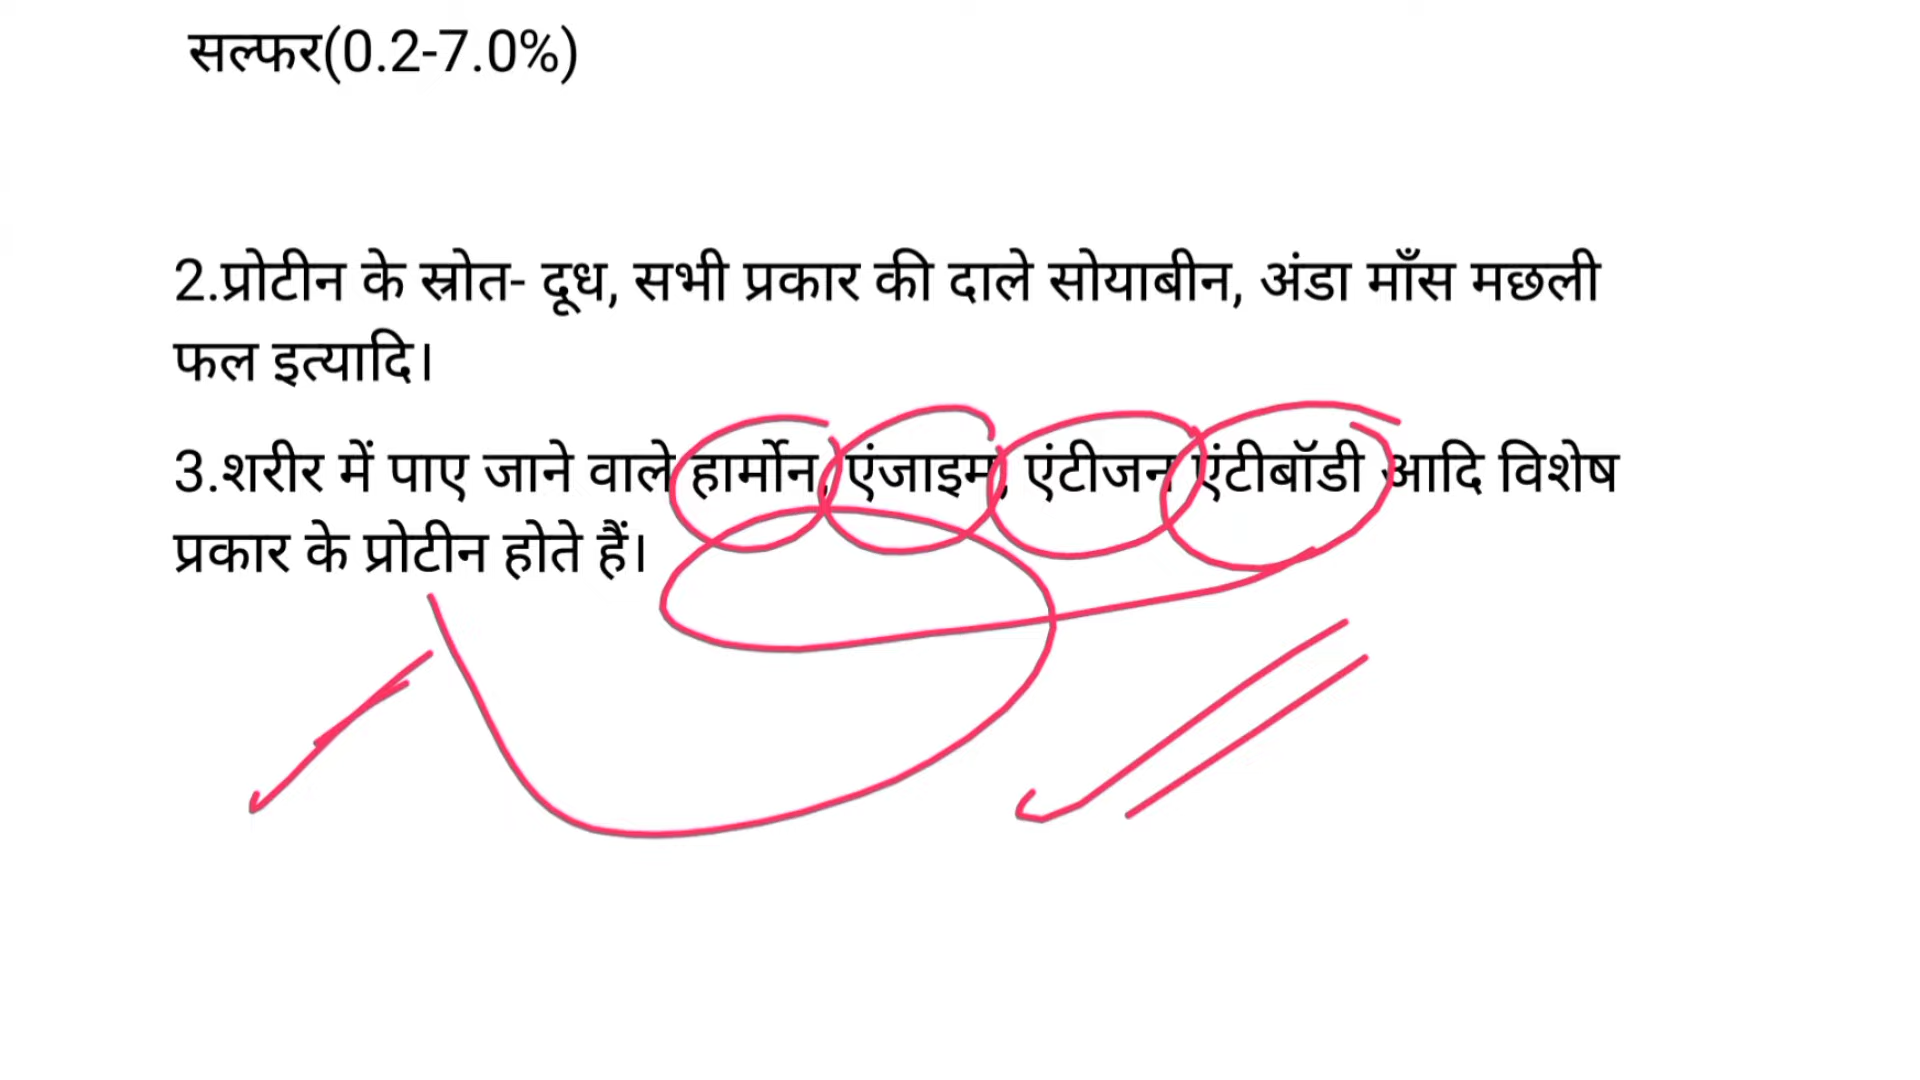 सल्फर(0.2-7.0%)
2.प्रोटीन के स्रोत- दूध, सभी प्रकार की दाले सोयाबीन, अंडा माँस मछली
फल इत्यादि।
3.शरीर में पाए जाने वाले हार्मोन, एंजाइम, एंटीजन एंटीबॉडी आदि विशेष
प्रकार के प्रोटीन होते हैं।